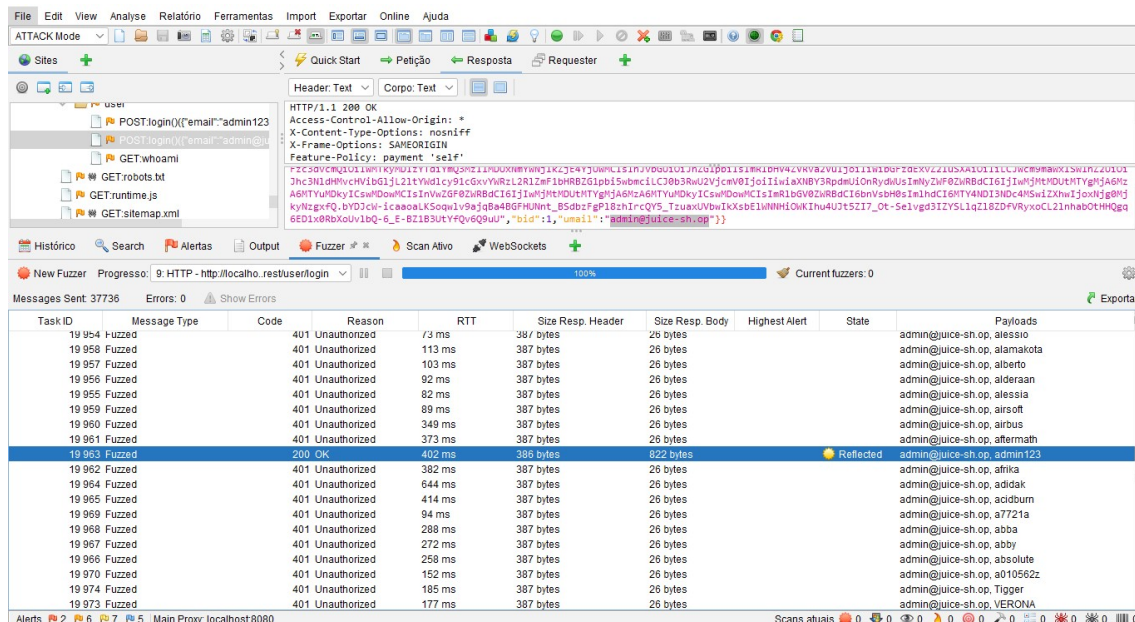 File Edit View Analyse Relatório Ferramentas Import Exportar Online Ajuda
ATTACK Mode
Sites
Quick Start Petição Resposta Requester
Header: Text Corpo: Text
user
POST:login()({"email":"admin123
POST:login()({"email":"admin@ju
GET:whoami
GET:robots.txt
GET:runtime.js
GET:sitemap.xml
HTTP/1.1 200 OK
Access-Control-Allow-Origin: *
X-Content-Type-Options: nosniff
X-Frame-Options: SAMEORIGIN
Feature-Policy: payment 'self'
"bid":1,"umail":"admin@juice-sh.op"}}
Histórico Search Alertas Output Fuzzer Scan Ativo WebSockets
New Fuzzer Progresso: 9: HTTP - http://localho..rest/user/login 100% Current fuzzers: 0
Messages Sent: 37736 Errors: 0 Show Errors Exporta
Task ID Message Type Code Reason RTT Size Resp. Header Size Resp. Body Highest Alert State Payloads
19 954 Fuzzed 401 Unauthorized 73 ms 387 bytes 26 bytes admin@juice-sh.op, alessio
19 958 Fuzzed 401 Unauthorized 113 ms 387 bytes 26 bytes admin@juice-sh.op, alamakota
19 957 Fuzzed 401 Unauthorized 103 ms 387 bytes 26 bytes admin@juice-sh.op, alberto
19 956 Fuzzed 401 Unauthorized 92 ms 387 bytes 26 bytes admin@juice-sh.op, alderaan
19 955 Fuzzed 401 Unauthorized 82 ms 387 bytes 26 bytes admin@juice-sh.op, alessia
19 959 Fuzzed 401 Unauthorized 89 ms 387 bytes 26 bytes admin@juice-sh.op, airsoft
19 960 Fuzzed 401 Unauthorized 349 ms 387 bytes 26 bytes admin@juice-sh.op, airbus
19 961 Fuzzed 401 Unauthorized 373 ms 387 bytes 26 bytes admin@juice-sh.op, aftermath
19 963 Fuzzed 200 OK 402 ms 386 bytes 822 bytes Reflected admin@juice-sh.op, admin123
19 962 Fuzzed 401 Unauthorized 382 ms 387 bytes 26 bytes admin@juice-sh.op, afrika
19 964 Fuzzed 401 Unauthorized 644 ms 387 bytes 26 bytes admin@juice-sh.op, adidak
19 965 Fuzzed 401 Unauthorized 414 ms 387 bytes 26 bytes admin@juice-sh.op, acidburn
19 969 Fuzzed 401 Unauthorized 94 ms 387 bytes 26 bytes admin@juice-sh.op, a7721a
19 968 Fuzzed 401 Unauthorized 288 ms 387 bytes 26 bytes admin@juice-sh.op, abba
19 967 Fuzzed 401 Unauthorized 272 ms 387 bytes 26 bytes admin@juice-sh.op, abby
19 966 Fuzzed 401 Unauthorized 258 ms 387 bytes 26 bytes admin@juice-sh.op, absolute
19 970 Fuzzed 401 Unauthorized 152 ms 387 bytes 26 bytes admin@juice-sh.op, a010562z
19 974 Fuzzed 401 Unauthorized 185 ms 387 bytes 26 bytes admin@juice-sh.op, Tigger
19 973 Fuzzed 401 Unauthorized 177 ms 387 bytes 26 bytes admin@juice-sh.op, VERONA
Alerts 2 6 7 5 Main Proxy: localhost:8080 Scans atuais 0 0 0 0 0 0 0 0 0